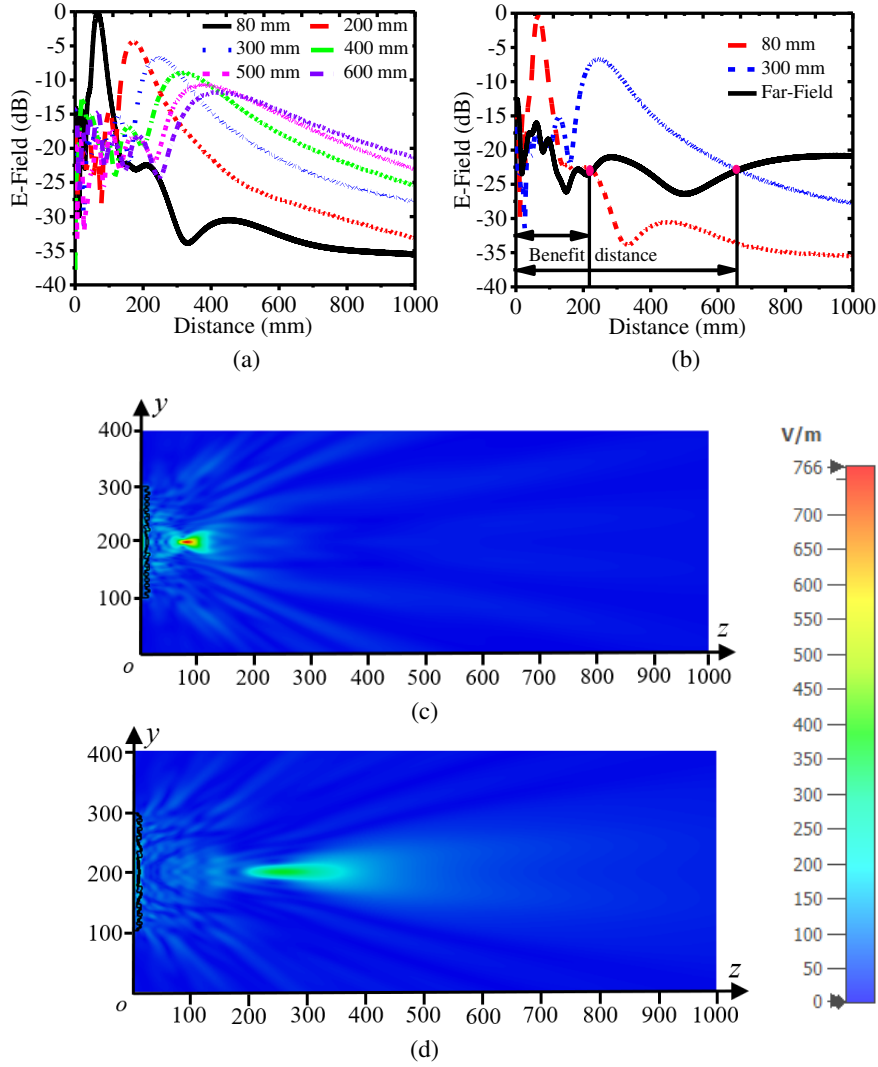 0
-5
-10
-15
-20
-25
-30
-35
-40
E-Field (dB)
0 200 400 600 800 1000
Distance (mm)
80 mm 200 mm
300 mm 400 mm
500 mm 600 mm
(a)
0
-5
-10
-15
-20
-25
-30
-35
-40
E-Field (dB)
0 200 400 600 800 1000
Distance (mm)
80 mm
300 mm
Far-Field
Benefit distance
(b)
y
400
300
200
100
o
100 200 300 400 500 600 700 800 900 1000
z
(c)
y
400
300
200
100
o
100 200 300 400 500 600 700 800 900 1000
z
(d)
V/m
766
700
650
600
550
500
450
400
350
300
250
200
150
100
50
0